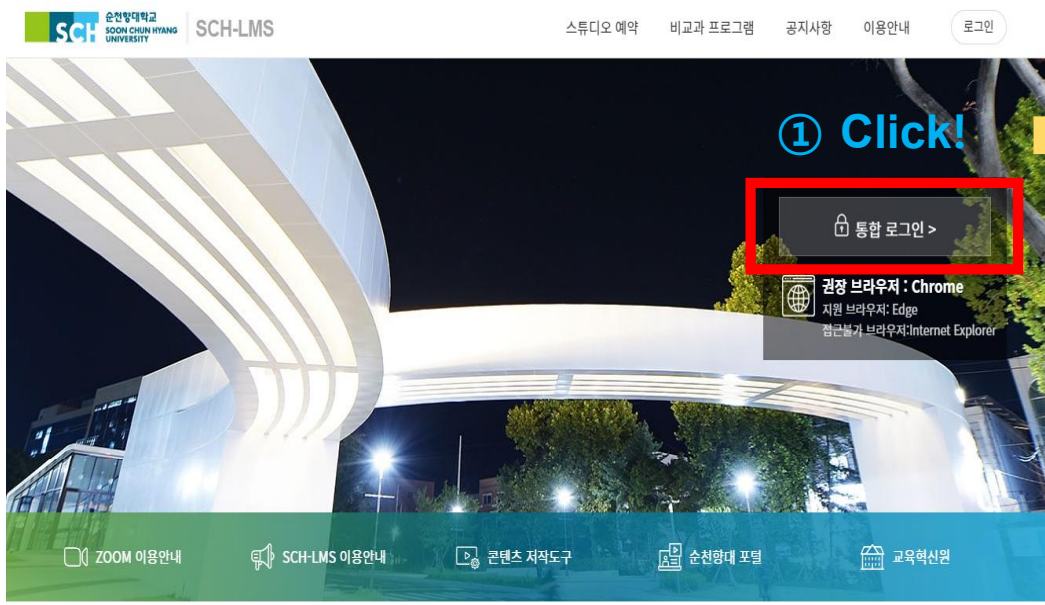 SCH 순천향대학교 SOON CHUN HYANG UNIVERSITY SCH-LMS 스튜디오 예약 비교과 프로그램 공지사항 이용안내 로그인
① Click!
통합 로그인 >
권장 브라우저 : Chrome
지원 브라우저: Edge
접근불가 브라우저:Internet Explorer
ZOOM 이용안내 SCH-LMS 이용안내 콘텐츠 저작도구 순천향대 포털 교육혁신원